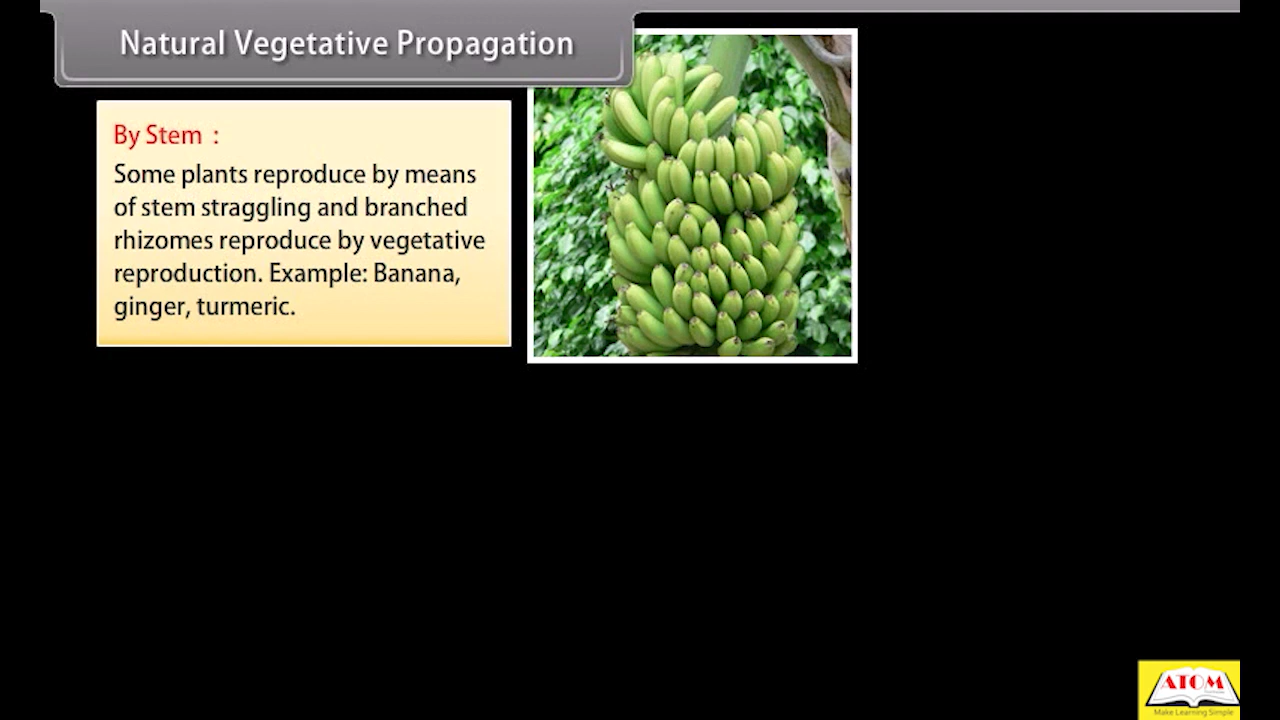 Natural Vegetative Propagation
By Stem :
Some plants reproduce by means
of stem straggling and branched
rhizomes reproduce by vegetative
reproduction. Example: Banana,
ginger, turmeric.
ATOM
Make Learning Simple